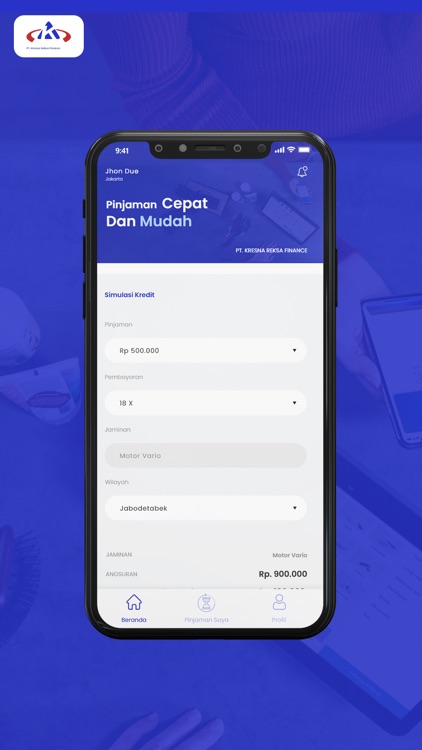 PT. Kresna Reksa Finance
9:41
Jhon Due
Jakarta
Pinjaman Cepat
Dan Mudah
PT. KRESNA REKSA FINANCE
Simulasi Kredit
Pinjaman
Rp 500.000
Pembayaran
18 X
Jaminan
Motor Vario
Wilayah
Jabodetabek
JAMINAN Motor Vario
ANGSURAN Rp. 900.000
Beranda Pinjaman Saya Profil